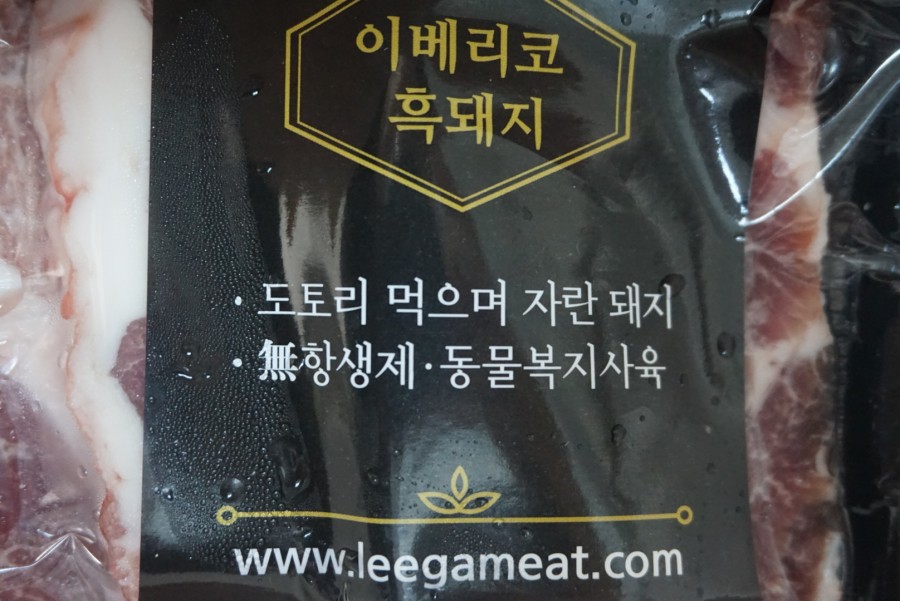 이베리코
흑돼지
· 도토리 먹으며 자란 돼지
· 無항생제·동물복지사육
www.leegameat.com